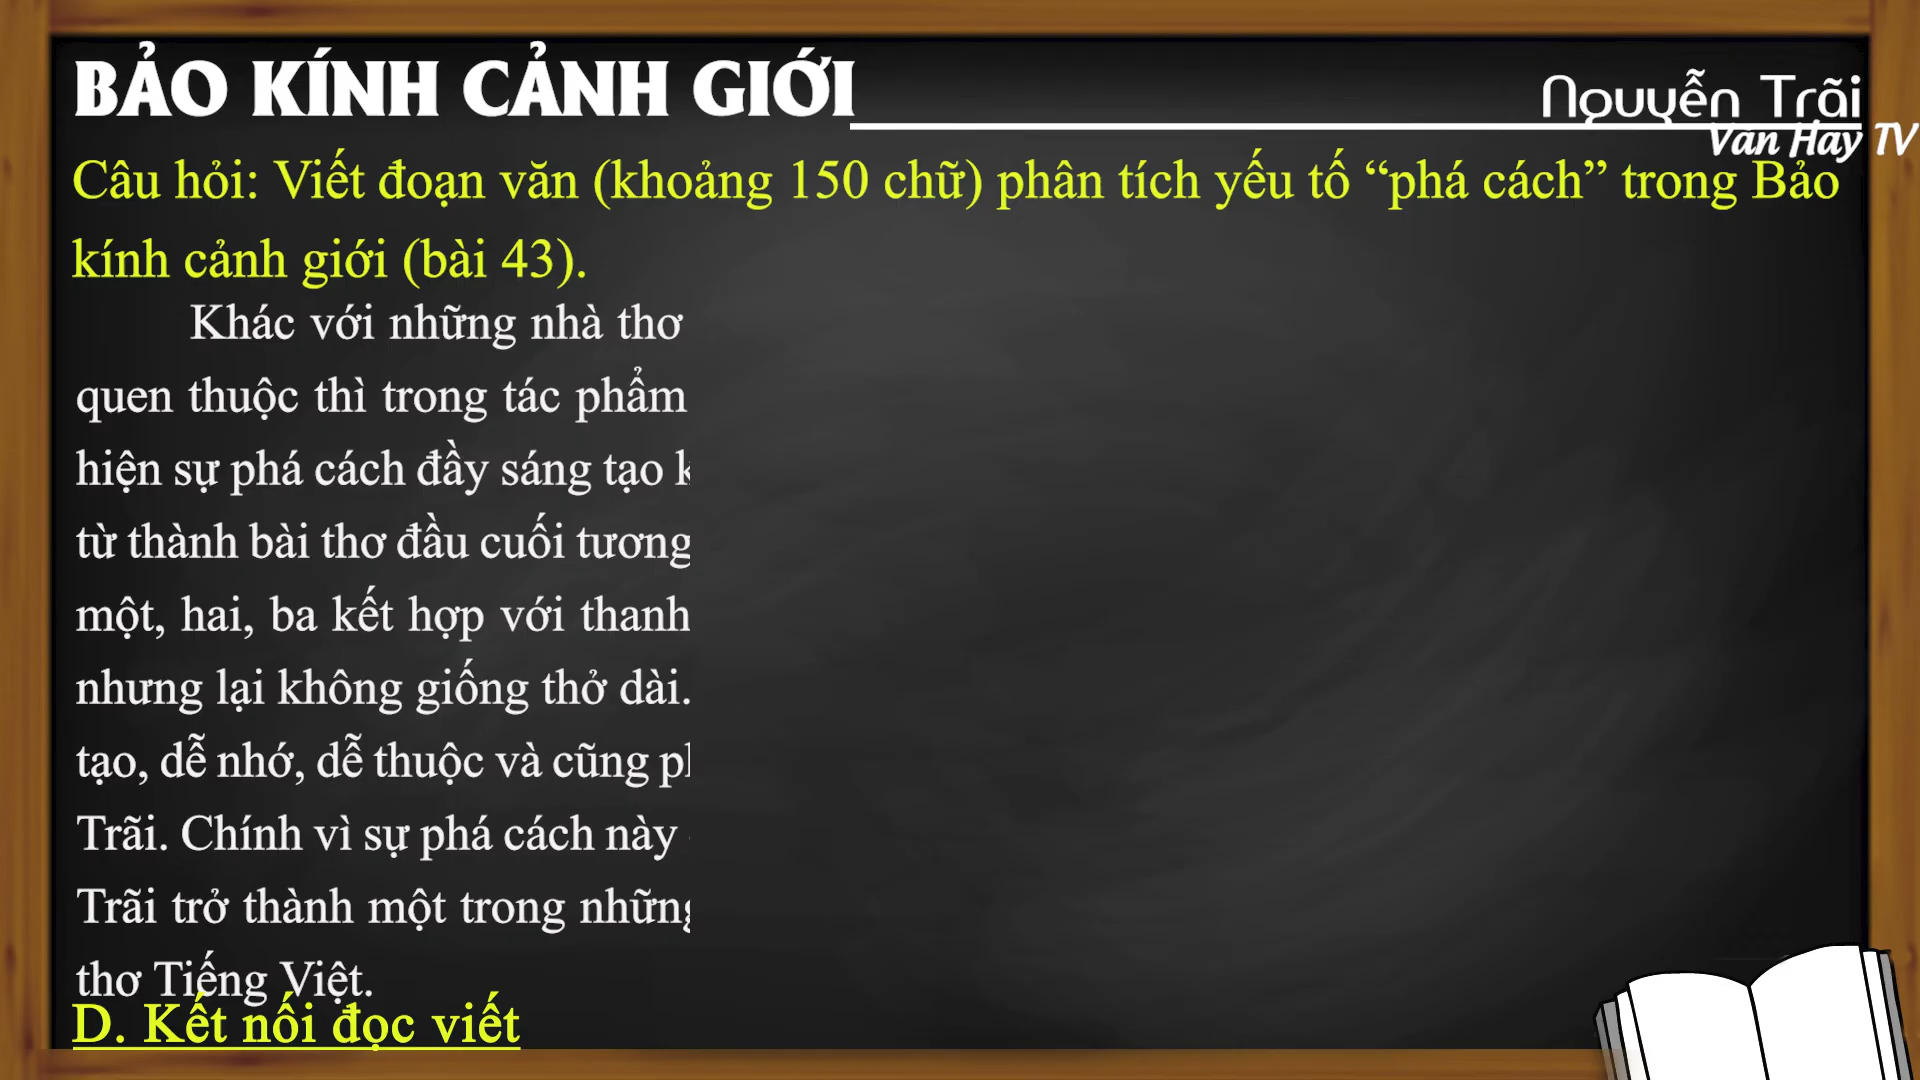 BẢO KÍNH CẢNH GIỚI
Nguyễn Trãi
Văn Hay TV
Câu hỏi: Viết đoạn văn (khoảng 150 chữ) phân tích yếu tố “phá cách” trong Bảo
kính cảnh giới (bài 43).
Khác với những nhà thơ
quen thuộc thì trong tác phẩm
hiện sự phá cách đầy sáng tạo
từ thành bài thơ đầu cuối tương
một, hai, ba kết hợp với thanh
nhưng lại không giống thở dài.
tạo, dễ nhớ, dễ thuộc và cũng
Trãi. Chính vì sự phá cách này
Trãi trở thành một trong những
thơ Tiếng Việt.
D. Kết nối đọc viết